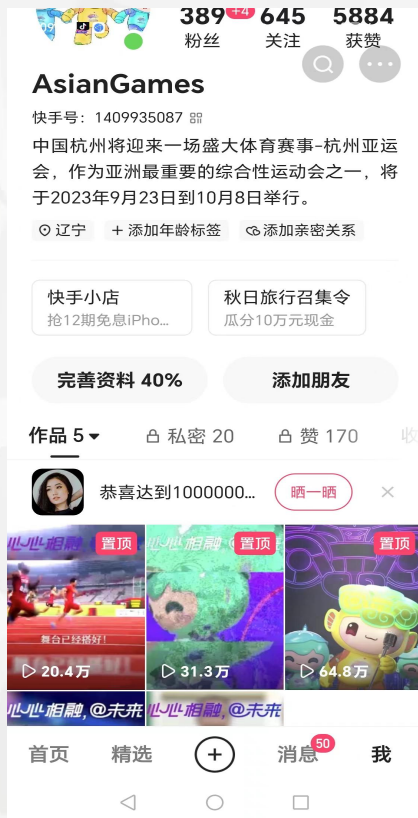 389 +4 645 5884
粉丝 关注 获赞
AsianGames
快手号：1409935087
中国杭州将迎来一场盛大体育赛事-杭州亚运
会，作为亚洲最重要的综合性运动会之一，将
于2023年9月23日到10月8日举行。
辽宁 + 添加年龄标签 添加亲密关系
快手小店 秋日旅行召集令
抢12期免息iPho... 瓜分10万元现金
完善资料 40% 添加朋友
作品 5 私密 20 赞 170 收
恭喜达到1000000... 晒一晒
心心相融 置顶 心心相融 置顶 置顶
舞台已经搭好！
20.4万 31.3万 64.8万
心心相融,@未来 心心相融,@未来
首页 精选 消息 50 我